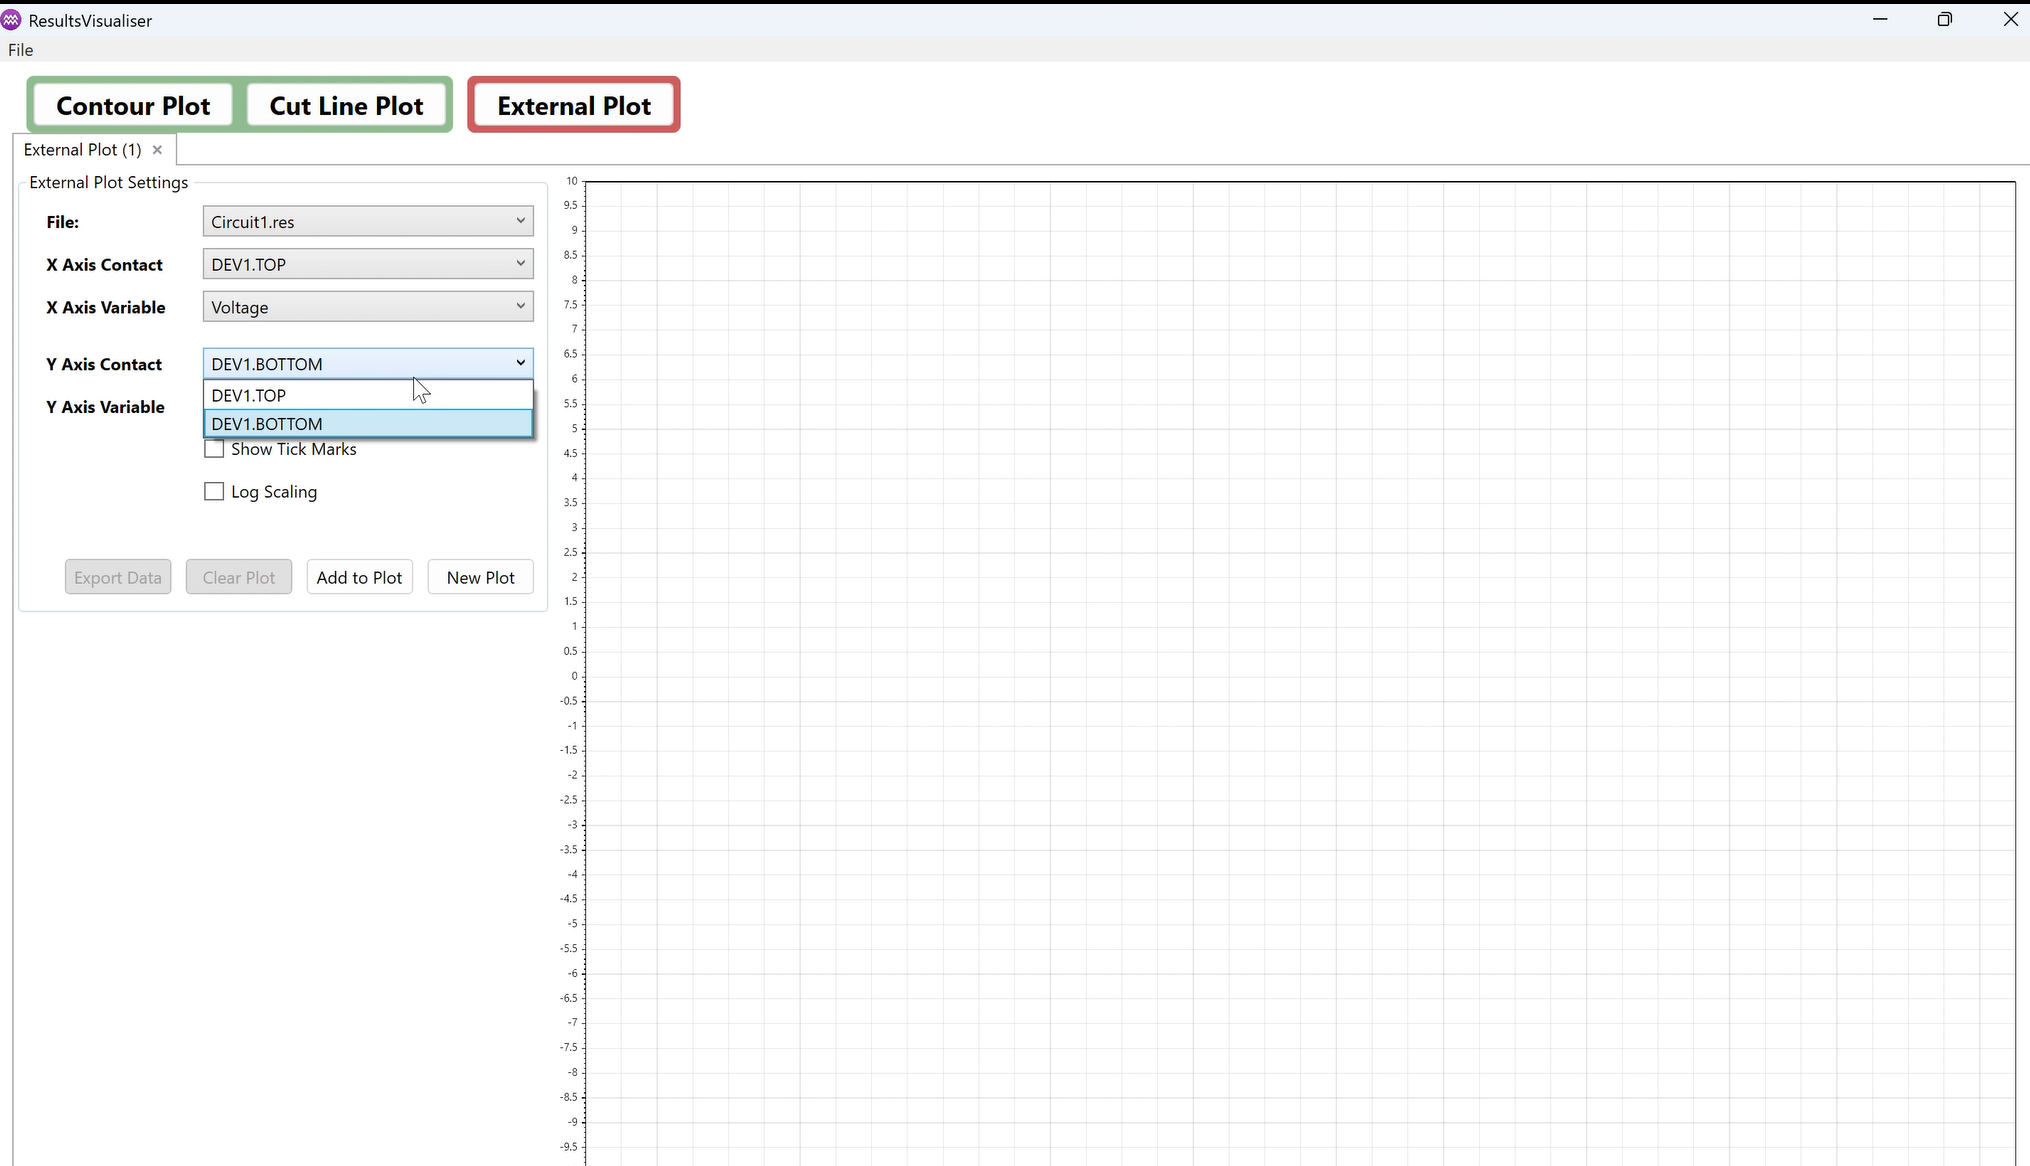 ResultsVisualiser
File
Contour Plot Cut Line Plot External Plot
External Plot (1)
External Plot Settings
File: Circuit1.res
X Axis Contact DEV1.TOP
X Axis Variable Voltage
Y Axis Contact DEV1.BOTTOM
DEV1.TOP
Y Axis Variable
DEV1.BOTTOM
Show Tick Marks
Log Scaling
Export Data Clear Plot Add to Plot New Plot
10
9.5
9
8.5
8
7.5
7
6.5
6
5.5
5
4.5
4
3.5
3
2.5
2
1.5
1
0.5
0
-0.5
-1
-1.5
-2
-2.5
-3
-3.5
-4
-4.5
-5
-5.5
-6
-6.5
-7
-7.5
-8
-8.5
-9
-9.5